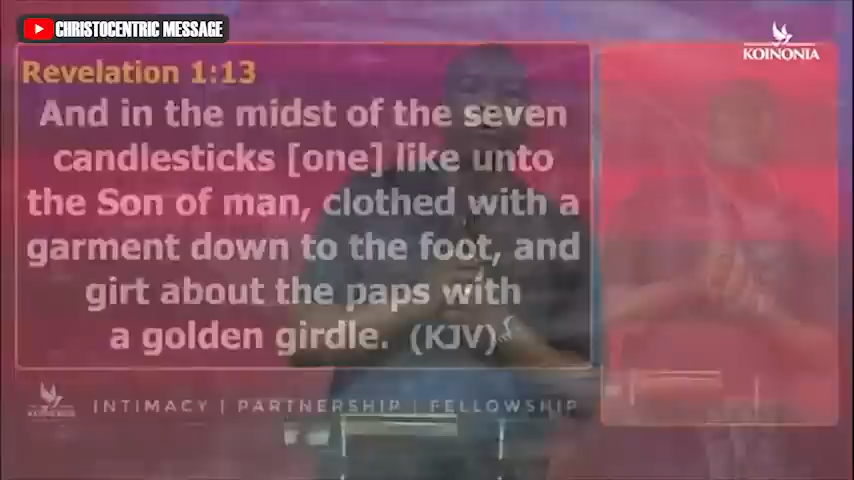 CHRISTOCENTRIC MESSAGE
KOINONIA
Revelation 1:13
And in the midst of the seven
candlesticks [one] like unto
the Son of man, clothed with a
garment down to the foot, and
girt about the paps with
a golden girdle. (KJV)
KOINONIA
INTIMACY | PARTNERSHIP | FELLOWSHIP